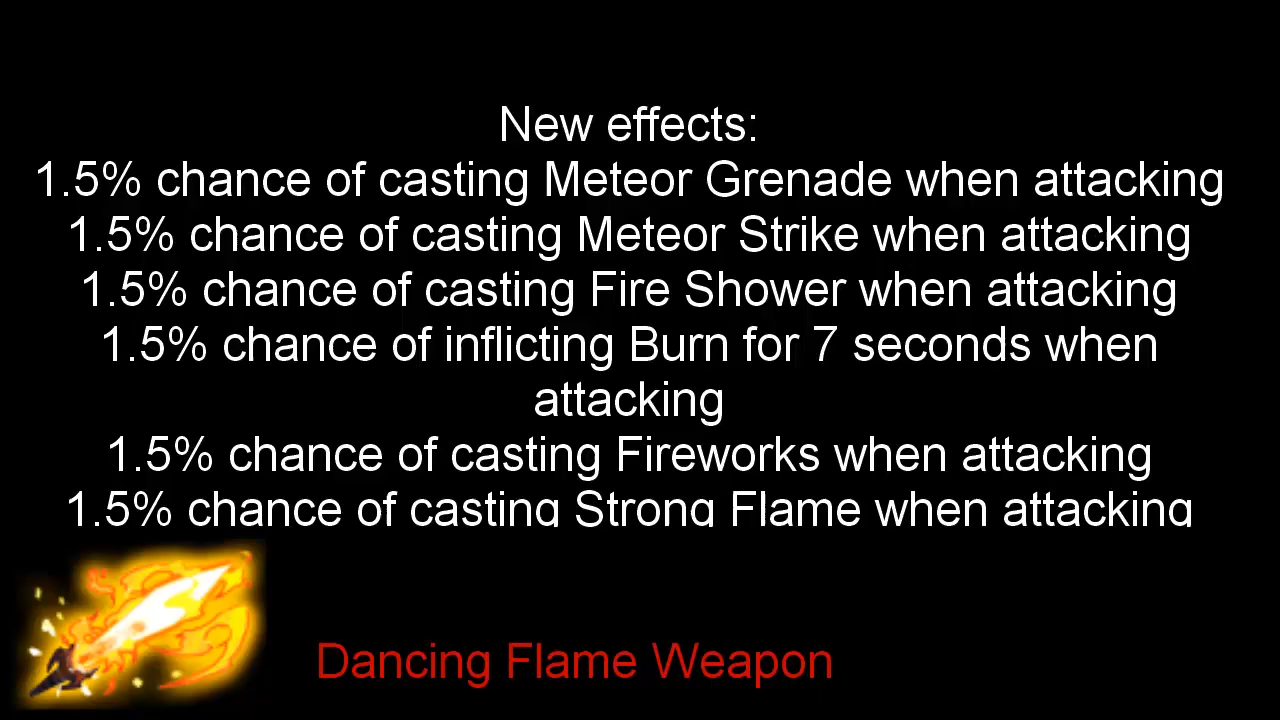 New effects:
1.5% chance of casting Meteor Grenade when attacking
1.5% chance of casting Meteor Strike when attacking
1.5% chance of casting Fire Shower when attacking
1.5% chance of inflicting Burn for 7 seconds when
attacking
1.5% chance of casting Fireworks when attacking
1.5% chance of casting Strong Flame when attacking
Dancing Flame Weapon